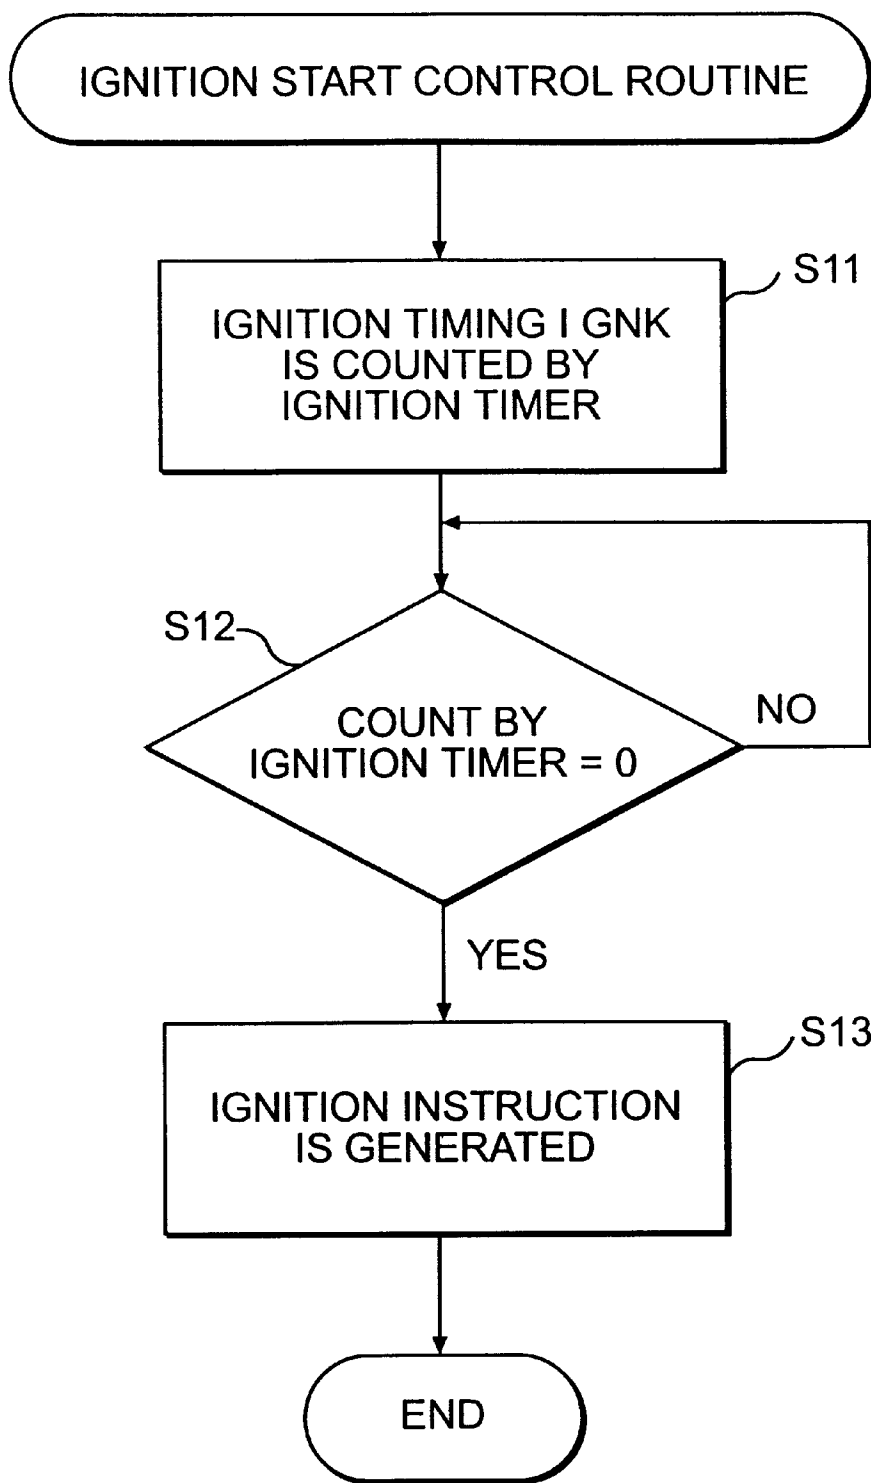 IGNITION START CONTROL ROUTINE
S11
IGNITION TIMING I GNK
IS COUNTED BY
IGNITION TIMER
S12
COUNT BY
IGNITION TIMER = 0
NO
YES
S13
IGNITION INSTRUCTION
IS GENERATED
END